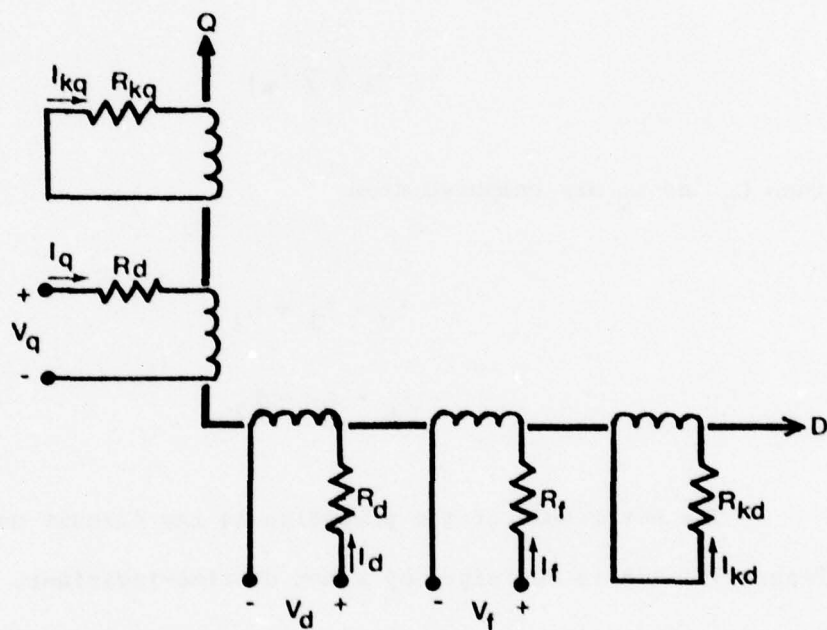 Q
Ikq
Rkq
Iq
Rd
+
Vq
-
D
Rd
Rf
Rkd
Id
If
Ikd
- Vd +
- Vf +